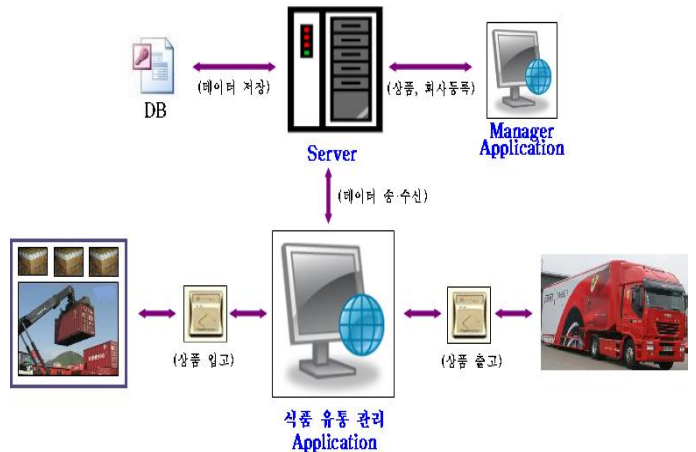 DB
(데이터 저장)
(상품, 회사등록)
Manager
Application
Server
(데이터 송·수신)
(상품 입고)
(상품 출고)
식품 유통 관리
Application